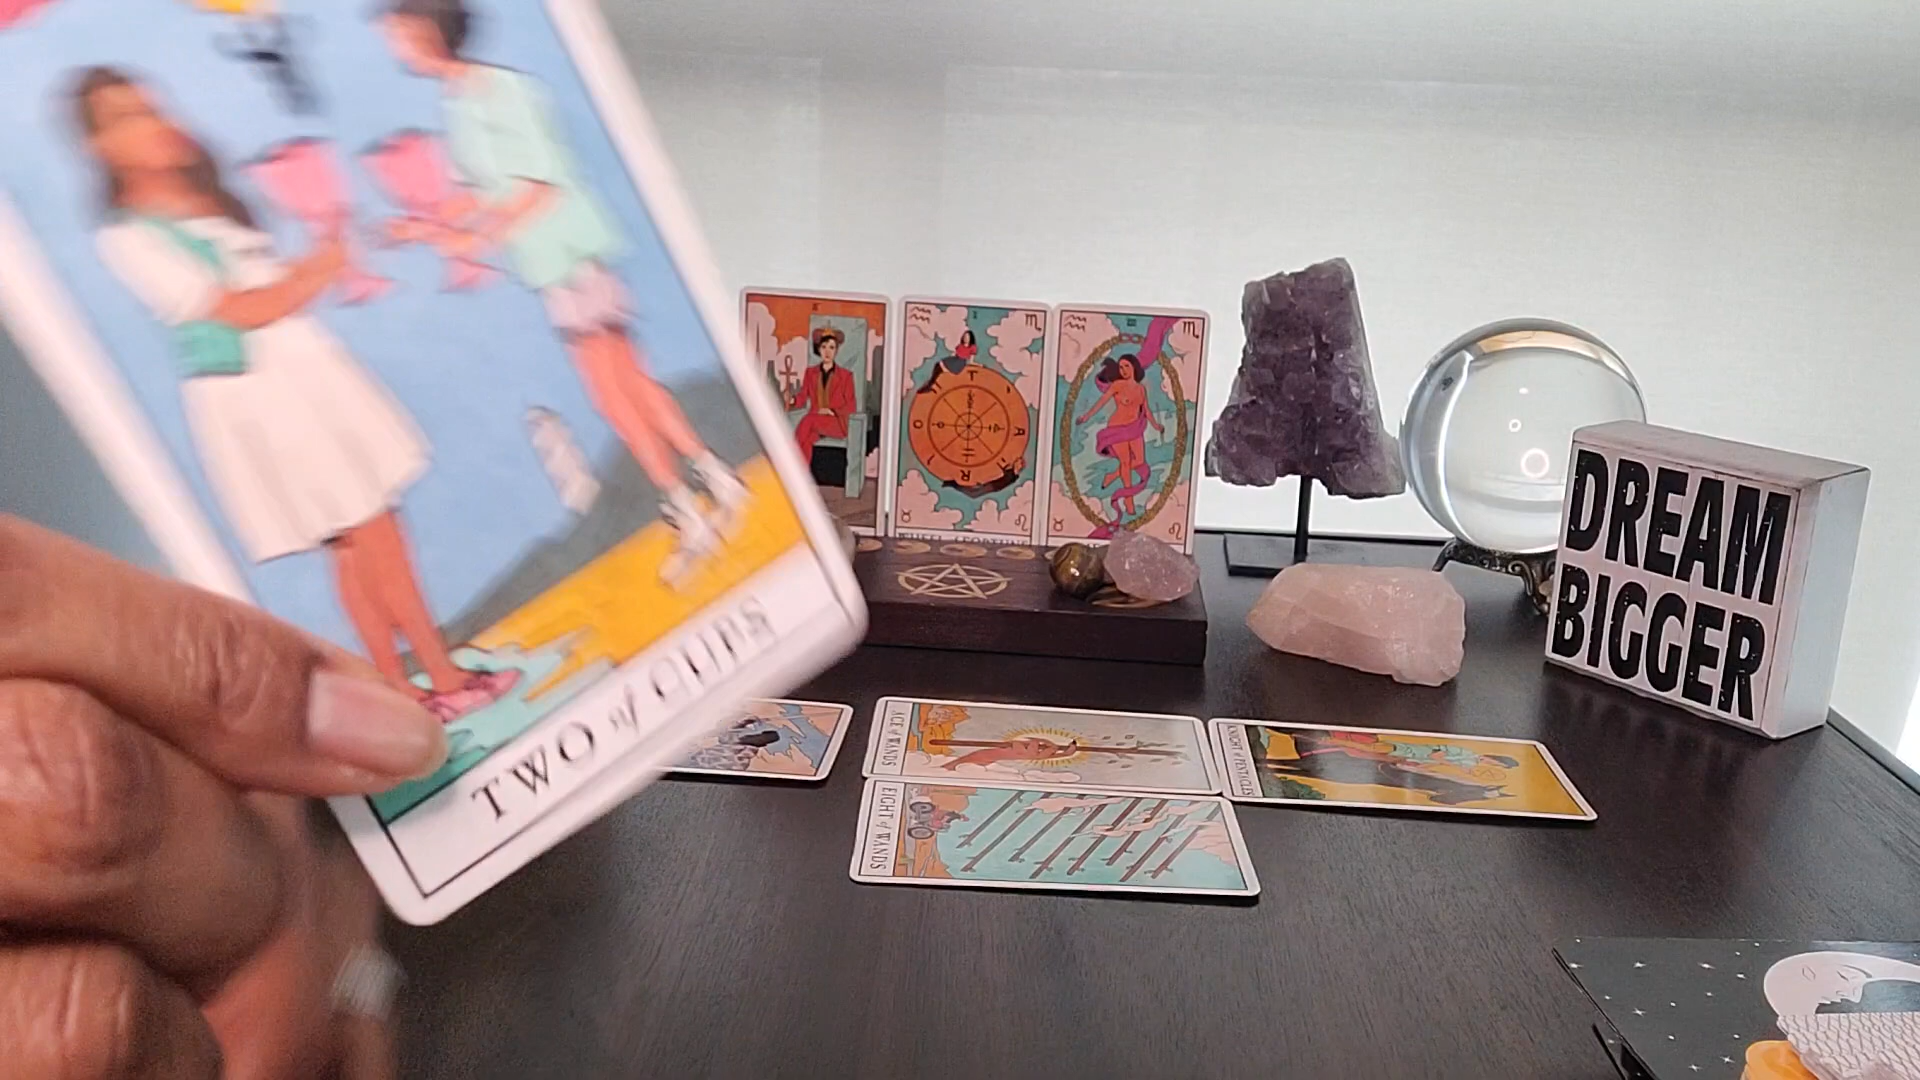 TWO of CUPS
DREAM
BIGGER
ACE of WANDS
KNIGHT of PENTACLES
EIGHT of WANDS